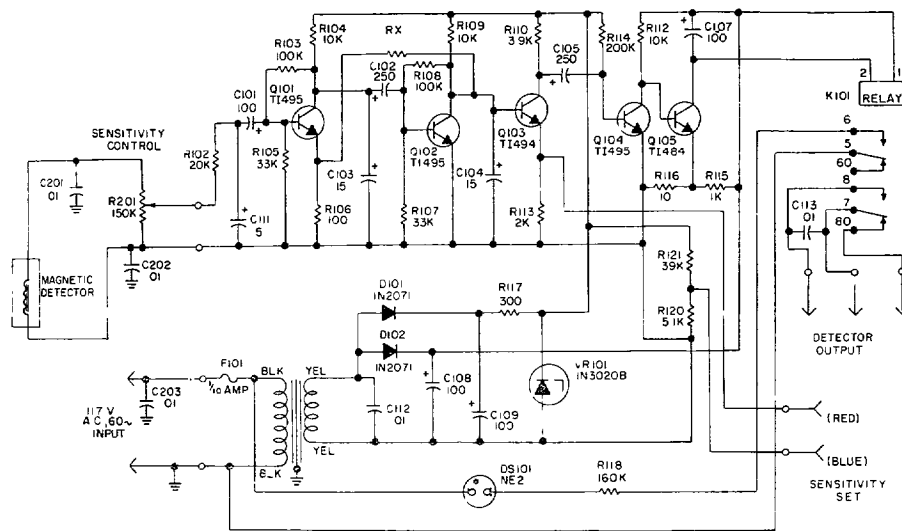 R104
10K
R103
100K
RX
R109
10K
R110
3.9K
C105
250
R114
200K
R112
10K
C107
100
2
1
K101
RELAY
C102
250
R108
100K
Q101
TI495
C101
100
SENSITIVITY
CONTROL
R102
20K
R105
33K
Q102
TI495
Q103
TI494
Q104
TI495
Q105
TI484
6
5
60
8
7
80
C201
.01
R201
150K
C111
5
R106
100
C103
15
R107
33K
C104
15
R113
2K
R116
10
R115
1K
C113
.01
C202
.01
MAGNETIC
DETECTOR
R121
39K
R120
5.1K
DETECTOR
OUTPUT
D101
IN2071
R117
300
D102
IN2071
VR101
IN3020B
F101
1/10 AMP
BLK
YEL
C203
.01
117 V
A C, 60~
INPUT
C112
.01
C108
100
C109
100
BLK
YEL
(RED)
(BLUE)
SENSITIVITY
SET
DS101
NE2
R118
160K